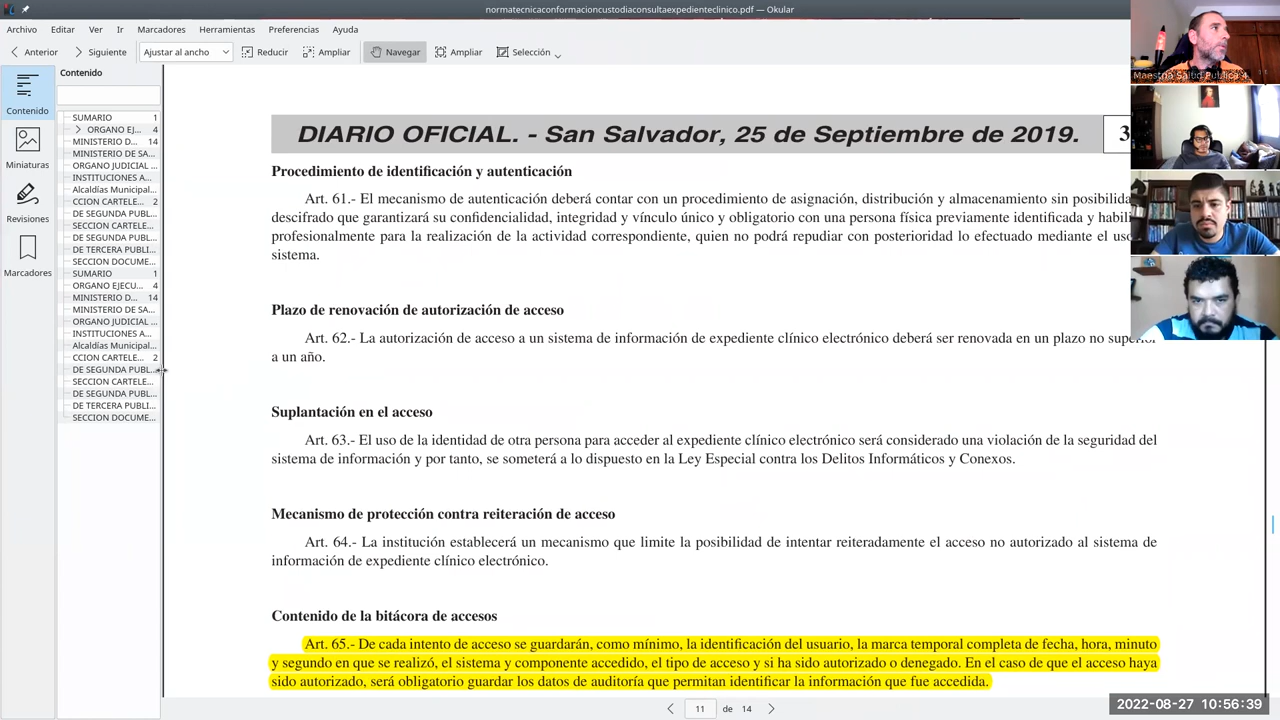 normatecnicaconformacioncustodiaconsultaexpedienteclinico.pdf — Okular
Archivo Editar Ver Ir Marcadores Herramientas Preferencias Ayuda
Anterior Siguiente Ajustar al ancho Reducir Ampliar Navegar Ampliar Selección
Contenido
Miniaturas
Revisiones
Marcadores
Contenido
SUMARIO 1
ORGANO EJ... 4
MINISTERIO D... 14
MINISTERIO DE SA...
ORGANO JUDICIAL ...
INSTITUCIONES A...
Alcaldías Municipal...
CCION CARTELE... 2
DE SEGUNDA PUBL...
SECCION CARTELE...
DE SEGUNDA PUBL...
DE TERCERA PUBLI...
SECCION DOCUME...
SUMARIO 1
ORGANO EJECU... 4
MINISTERIO D... 14
MINISTERIO DE SA...
ORGANO JUDICIAL ...
INSTITUCIONES A...
Alcaldías Municipal...
CCION CARTELE... 2
DE SEGUNDA PUBL...
SECCION CARTELE...
DE SEGUNDA PUBL...
DE TERCERA PUBLI...
SECCION DOCUME...
DIARIO OFICIAL. - San Salvador, 25 de Septiembre de 2019. 3
Procedimiento de identificación y autenticación
Art. 61.- El mecanismo de autenticación deberá contar con un procedimiento de asignación, distribución y almacenamiento sin posibilida
descifrado que garantizará su confidencialidad, integridad y vínculo único y obligatorio con una persona física previamente identificada y habili
profesionalmente para la realización de la actividad correspondiente, quien no podrá repudiar con posterioridad lo efectuado mediante el uso
sistema.
Plazo de renovación de autorización de acceso
Art. 62.- La autorización de acceso a un sistema de información de expediente clínico electrónico deberá ser renovada en un plazo no superior
a un año.
Suplantación en el acceso
Art. 63.- El uso de la identidad de otra persona para acceder al expediente clínico electrónico será considerado una violación de la seguridad del
sistema de información y por tanto, se someterá a lo dispuesto en la Ley Especial contra los Delitos Informáticos y Conexos.
Mecanismo de protección contra reiteración de acceso
Art. 64.- La institución establecerá un mecanismo que limite la posibilidad de intentar reiteradamente el acceso no autorizado al sistema de
información de expediente clínico electrónico.
Contenido de la bitácora de accesos
Art. 65.- De cada intento de acceso se guardarán, como mínimo, la identificación del usuario, la marca temporal completa de fecha, hora, minuto
y segundo en que se realizó, el sistema y componente accedido, el tipo de acceso y si ha sido autorizado o denegado. En el caso de que el acceso haya
sido autorizado, será obligatorio guardar los datos de auditoría que permitan identificar la información que fue accedida.
11 de 14
Maestría Salud Pública 4
2022-08-27 10:56:39